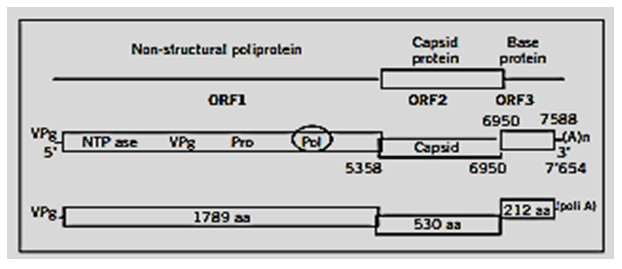 Non-structural poliprotein
Capsid protein
Base protein
ORF1 ORF2 ORF3
6950 7588
VPg NTP ase VPg Pro Pol Capsid (A)n
5' 3'
5358 6950 7'654
VPg 1789 aa 530 aa 212 aa (poli A)